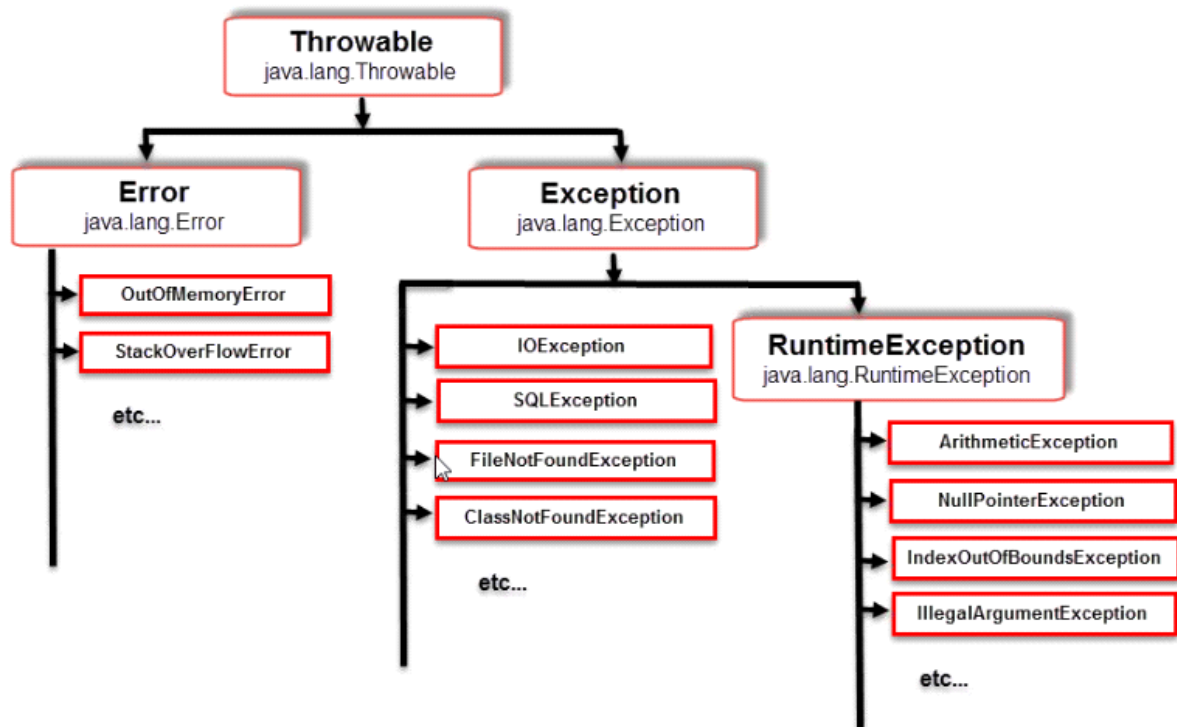 Throwable
java.lang.Throwable
Error
java.lang.Error
OutOfMemoryError
StackOverFlowError
etc...
Exception
java.lang.Exception
IOException
SQLException
FileNotFoundException
ClassNotFoundException
etc...
RuntimeException
java.lang.RuntimeException
ArithmeticException
NullPointerException
IndexOutOfBoundsException
IllegalArgumentException
etc...